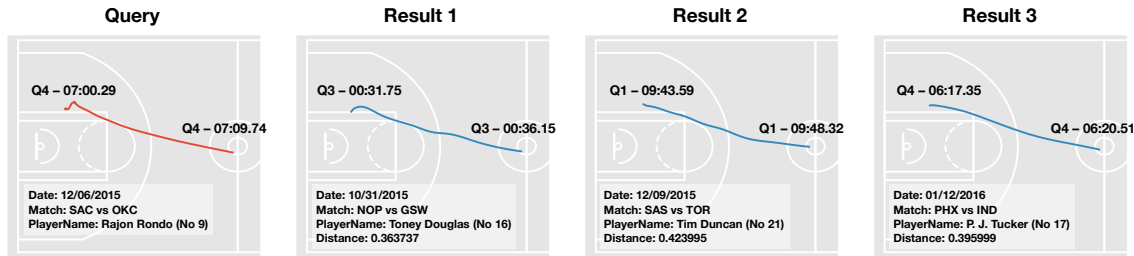 Query
Q4 – 07:00.29
Q4 – 07:09.74
Date: 12/06/2015
Match: SAC vs OKC
PlayerName: Rajon Rondo (No 9)
Result 1
Q3 – 00:31.75
Q3 – 00:36.15
Date: 10/31/2015
Match: NOP vs GSW
PlayerName: Toney Douglas (No 16)
Distance: 0.363737
Result 2
Q1 – 09:43.59
Q1 – 09:48.32
Date: 12/09/2015
Match: SAS vs TOR
PlayerName: Tim Duncan (No 21)
Distance: 0.423995
Result 3
Q4 – 06:17.35
Q4 – 06:20.51
Date: 01/12/2016
Match: PHX vs IND
PlayerName: P. J. Tucker (No 17)
Distance: 0.395999